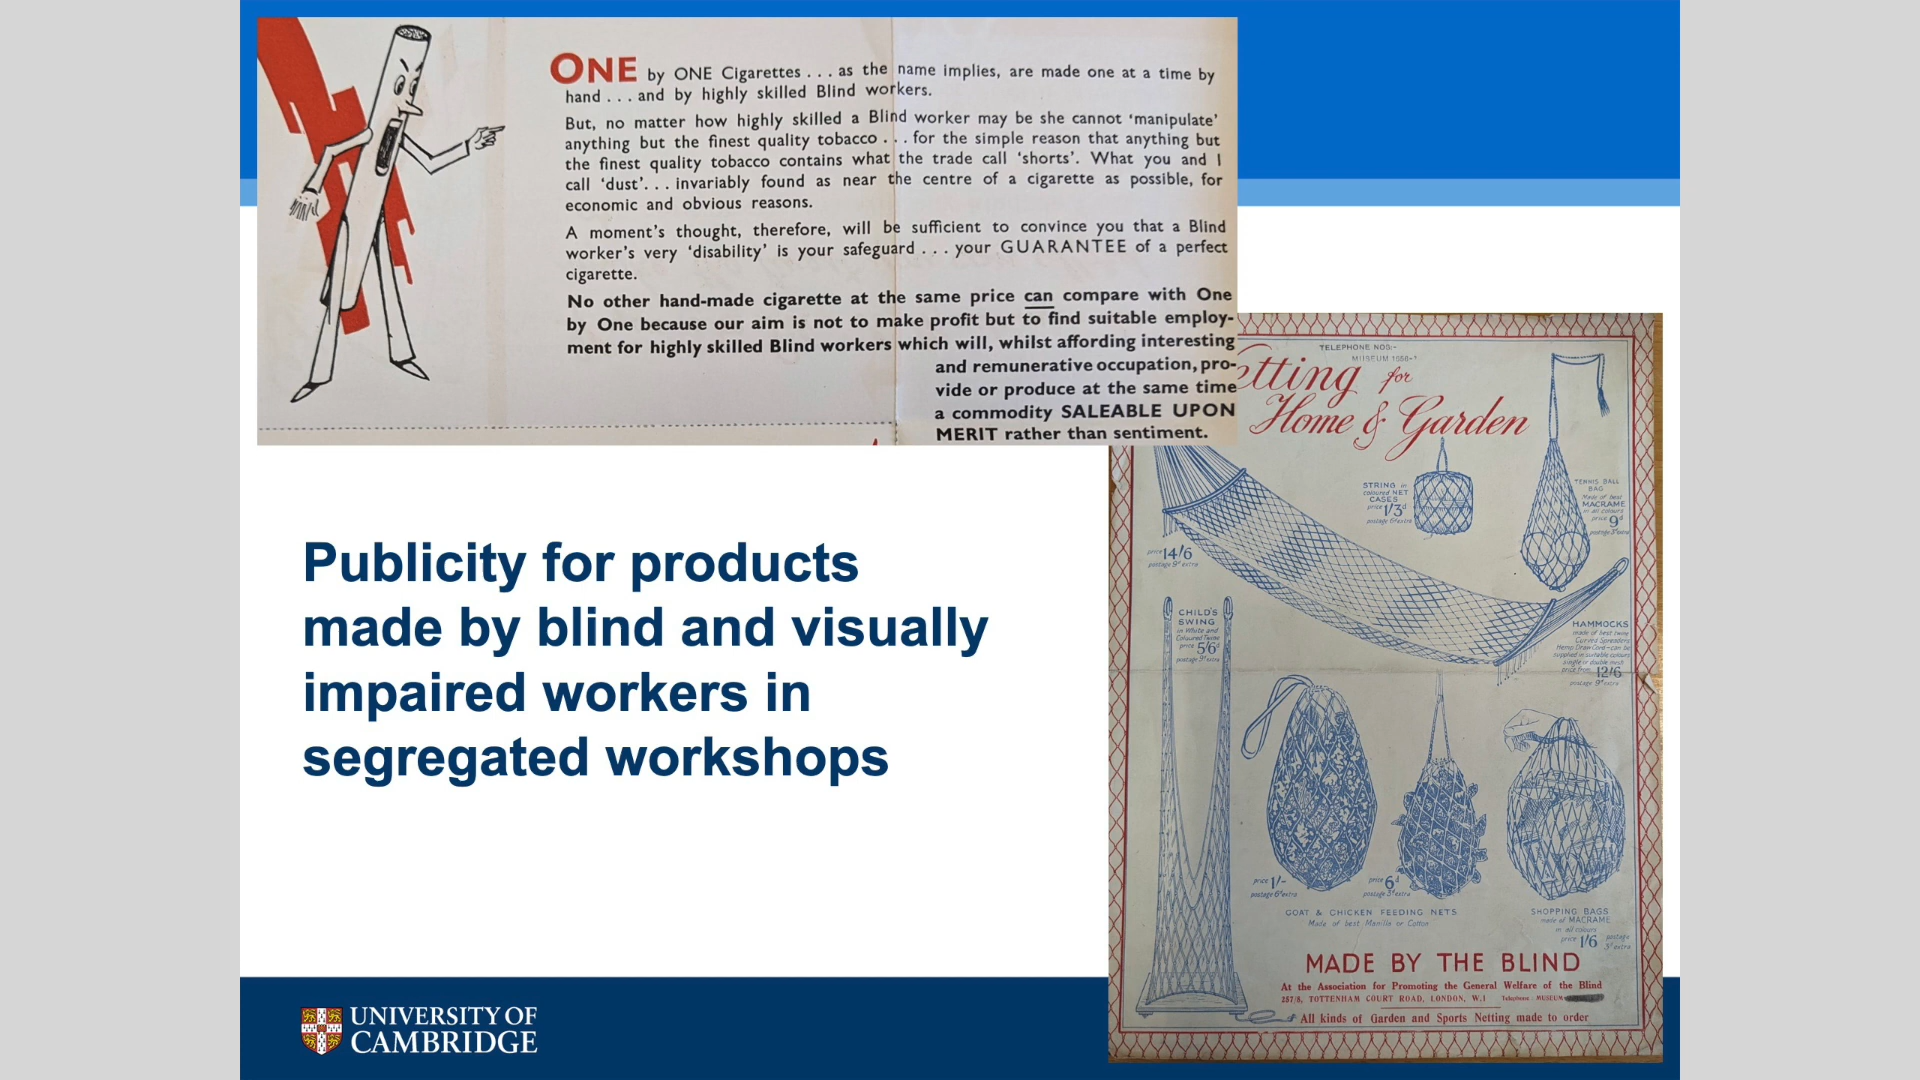 ONE by ONE Cigarettes . . . as the name implies, are made one at a time by
hand . . . and by highly skilled Blind workers.
But, no matter how highly skilled a Blind worker may be she cannot ‘manipulate’
anything but the finest quality tobacco . . . for the simple reason that anything but
the finest quality tobacco contains what the trade call ‘shorts’. What you and I
call ‘dust’. . . invariably found as near the centre of a cigarette as possible, for
economic and obvious reasons.
A moment’s thought, therefore, will be sufficient to convince you that a Blind
worker’s very ‘disability’ is your safeguard . . . your GUARANTEE of a perfect
cigarette.
No other hand-made cigarette at the same price can compare with One
by One because our aim is not to make profit but to find suitable employ-
ment for highly skilled Blind workers which will, whilst affording interesting
and remunerative occupation, pro-
vide or produce at the same time
a commodity SALEABLE UPON
MERIT rather than sentiment.
Publicity for products
made by blind and visually
impaired workers in
segregated workshops
TELEPHONE NOS:-
MUSEUM
etting for
Home & Garden
STRING in
coloured NET
CASES
price 1/3d
postage 6d extra
TENNIS BALL
BAG
Made of best
MACRAME
in all colours
price 9d
postage 3d extra
price 14/6
postage 9d extra
CHILD'S
SWING
in White and
Coloured Twine
price 5/6d
postage 9d extra
HAMMOCKS
made of best twine
Curved Spreaders
Hemp Draw Cord - can be
supplied in suitable colours
single or double mesh
price from 12/6
postage 9d extra
price 1/-
postage 6d extra
price 6d
postage 3d extra
GOAT & CHICKEN FEEDING NETS
Made of best Manilla or Cotton
SHOPPING BAGS
made of MACRAME
in all colours
price 1/6 postage
3d extra
MADE BY THE BLIND
At the Association for Promoting the General Welfare of the Blind
257/8, TOTTENHAM COURT ROAD, LONDON, W.1 Telephone: MUSEUM
All kinds of Garden and Sports Netting made to order
UNIVERSITY OF
CAMBRIDGE